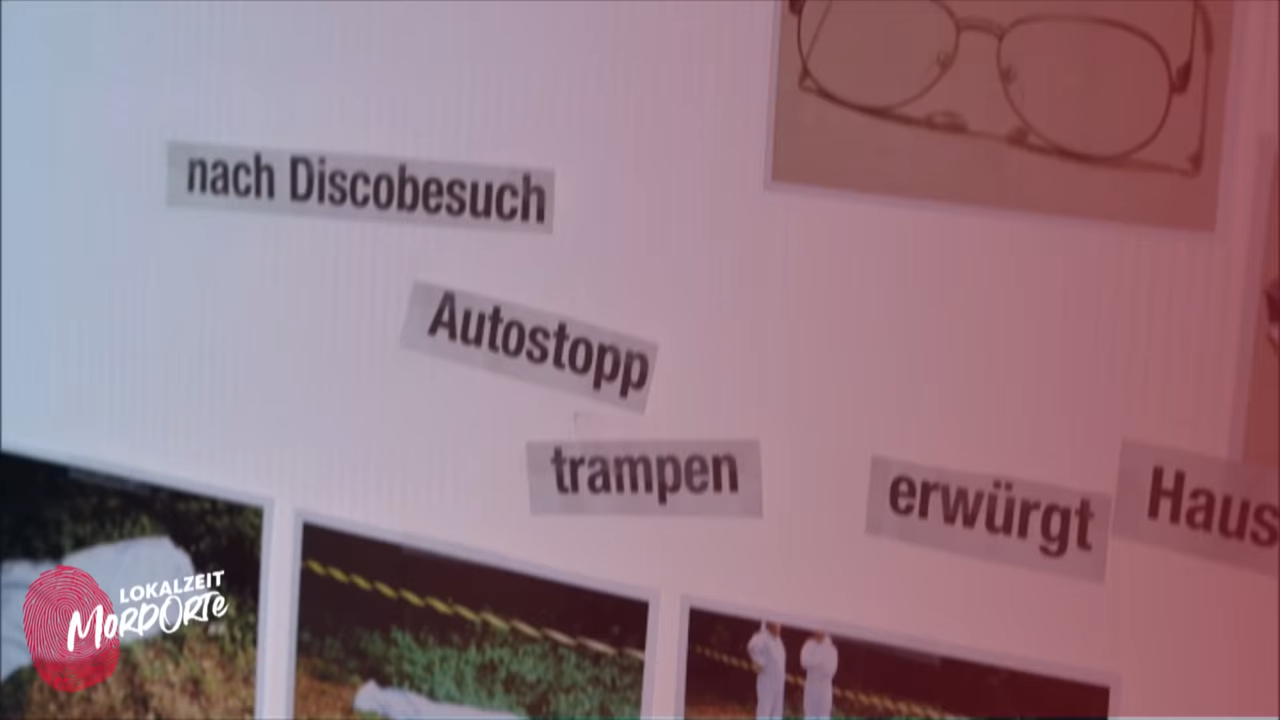 nach Discobesuch
Autostopp
trampen
erwürgt
Haus
LOKALZEIT
MORDORTE